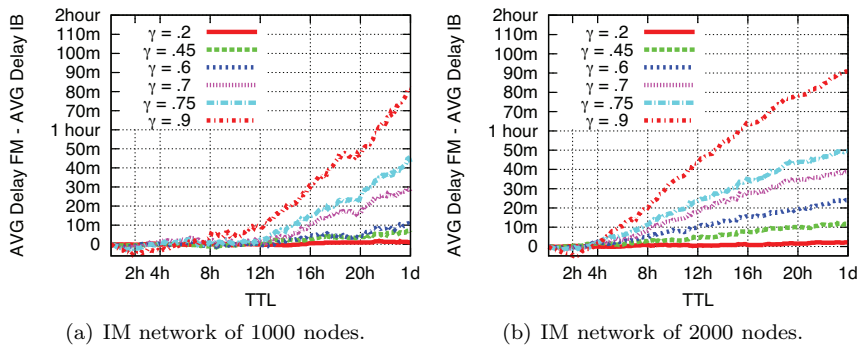 AVG Delay FM - AVG Delay IB
2hour
110m
100m
90m
80m
70m
1 hour
50m
40m
30m
20m
10m
0
γ = .2
γ = .45
γ = .6
γ = .7
γ = .75
γ = .9
2h 4h 8h 12h 16h 20h 1d
TTL
(a) IM network of 1000 nodes.
AVG Delay FM - AVG Delay IB
2hour
110m
100m
90m
80m
70m
1 hour
50m
40m
30m
20m
10m
0
γ = .2
γ = .45
γ = .6
γ = .7
γ = .75
γ = .9
2h 4h 8h 12h 16h 20h 1d
TTL
(b) IM network of 2000 nodes.